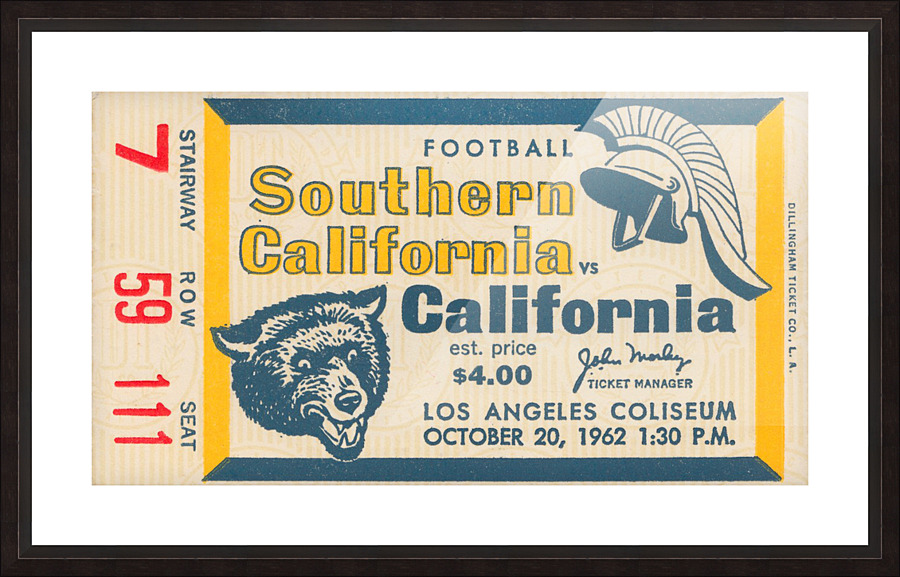 STAIRWAY
7
ROW
59
SEAT
111
FOOTBALL
Southern
California vs
California
est. price
$4.00
John Morley
TICKET MANAGER
LOS ANGELES COLISEUM
OCTOBER 20, 1962 1:30 P.M.
DILLINGHAM TICKET CO., L. A.